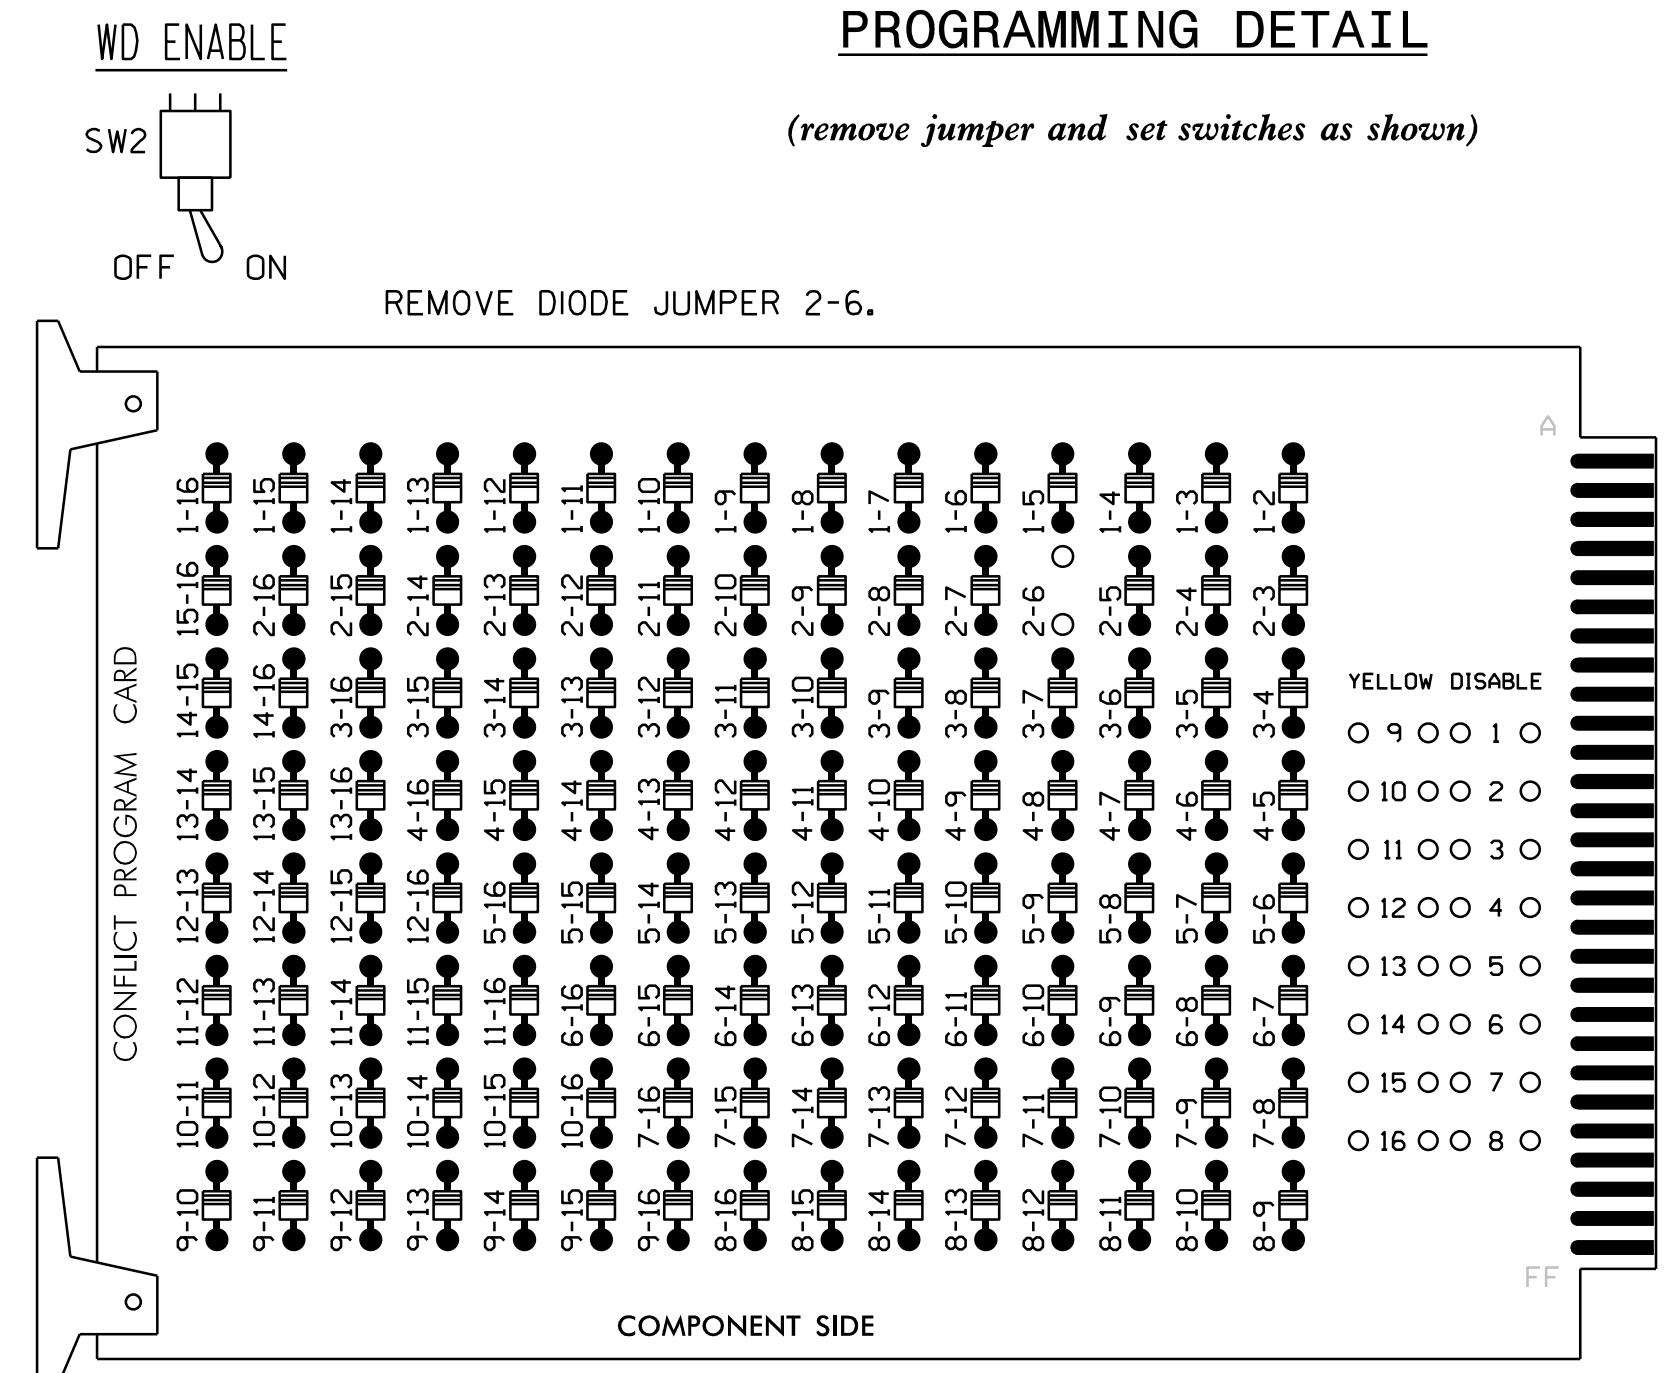 WD ENABLE
PROGRAMMING DETAIL
(remove jumper and set switches as shown)
SW2
OFF ON
REMOVE DIODE JUMPER 2-6.
A
1-16 1-15 1-14 1-13 1-12 1-11 1-10 1-9 1-8 1-7 1-6 1-5 1-4 1-3 1-2
15-16 2-16 2-15 2-14 2-13 2-12 2-11 2-10 2-9 2-8 2-7 2-6 2-5 2-4 2-3
14-15 14-16 3-16 3-15 3-14 3-13 3-12 3-11 3-10 3-9 3-8 3-7 3-6 3-5 3-4
13-14 13-15 13-16 4-16 4-15 4-14 4-13 4-12 4-11 4-10 4-9 4-8 4-7 4-6 4-5
12-13 12-14 12-15 12-16 5-16 5-15 5-14 5-13 5-12 5-11 5-10 5-9 5-8 5-7 5-6
11-12 11-13 11-14 11-15 11-16 6-16 6-15 6-14 6-13 6-12 6-11 6-10 6-9 6-8 6-7
10-11 10-12 10-13 10-14 10-15 10-16 7-16 7-15 7-14 7-13 7-12 7-11 7-10 7-9 7-8
9-10 9-11 9-12 9-13 9-14 9-15 9-16 8-16 8-15 8-14 8-13 8-12 8-11 8-10 8-9
CONFLICT PROGRAM CARD
YELLOW DISABLE
9 1
10 2
11 3
12 4
13 5
14 6
15 7
16 8
FF
COMPONENT SIDE